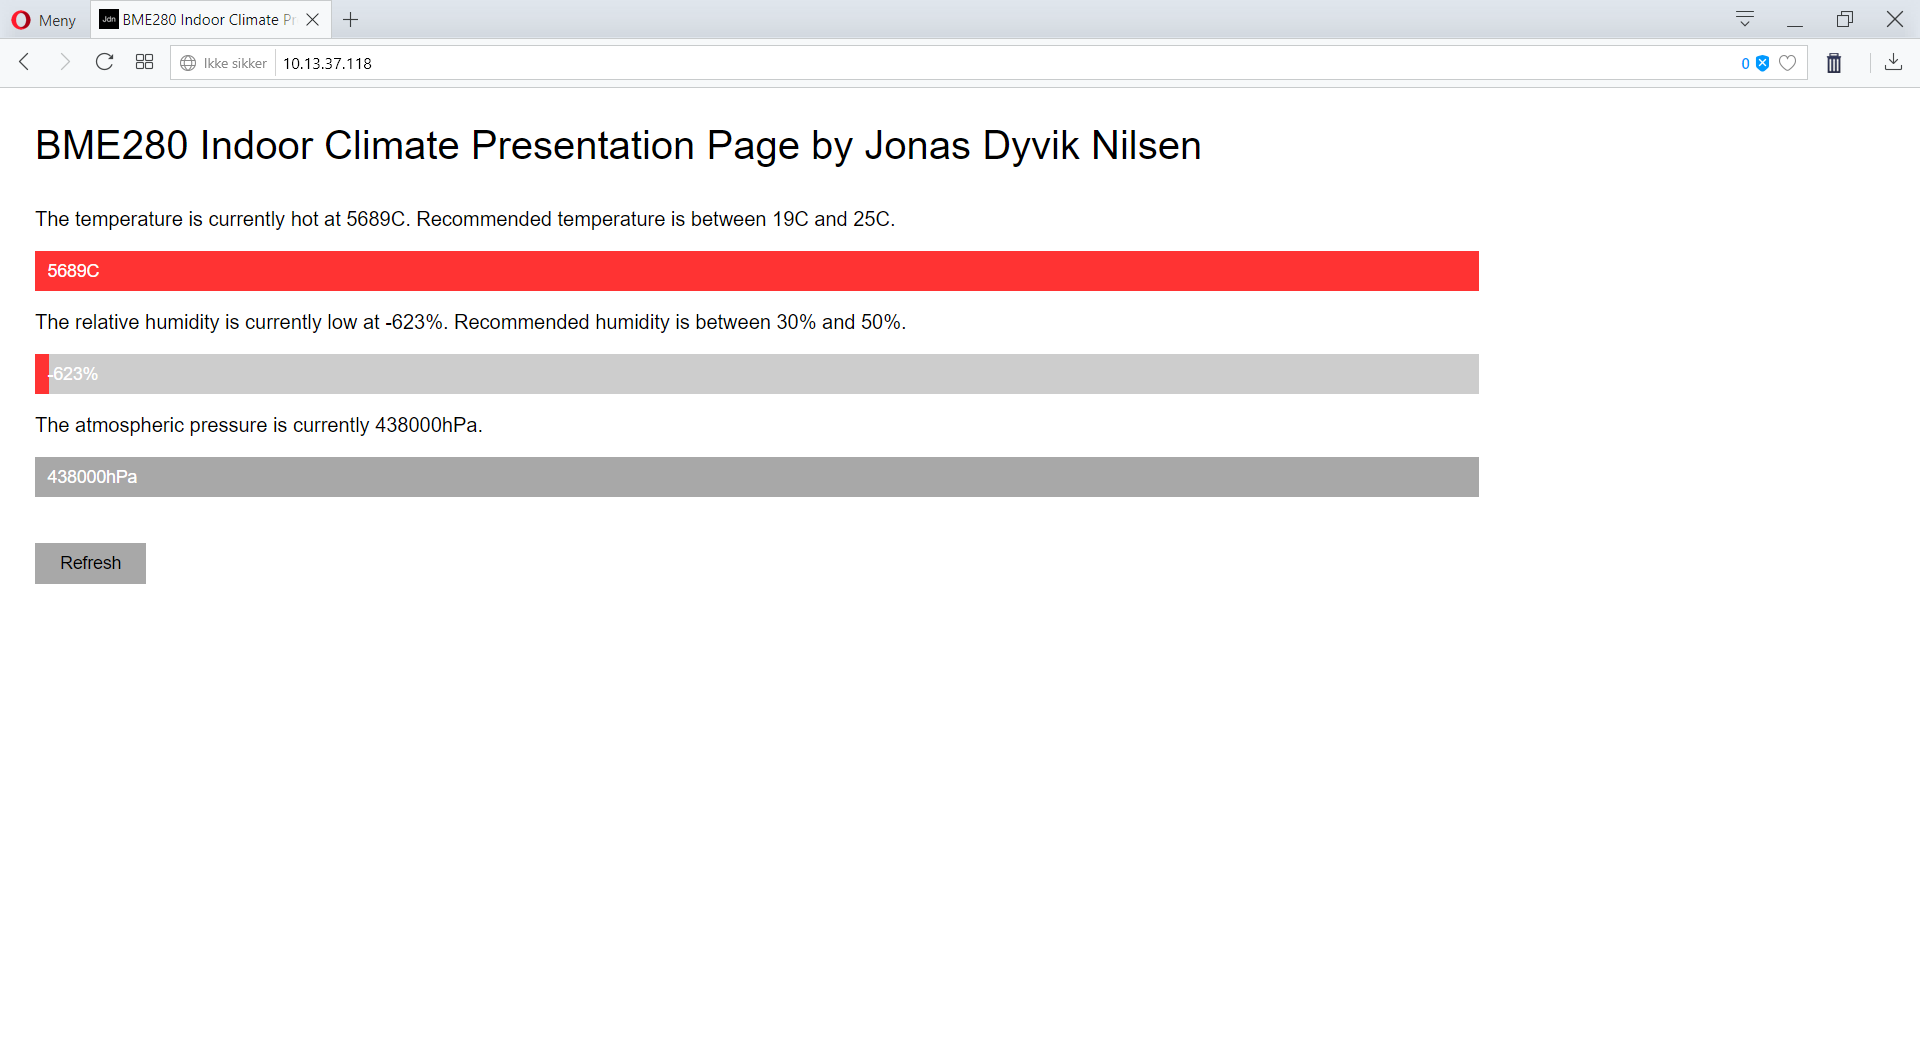 Meny
Jdn
BME280 Indoor Climate Pr
Ikke sikker
10.13.37.118
0
BME280 Indoor Climate Presentation Page by Jonas Dyvik Nilsen
The temperature is currently hot at 5689C. Recommended temperature is between 19C and 25C.
5689C
The relative humidity is currently low at -623%. Recommended humidity is between 30% and 50%.
-623%
The atmospheric pressure is currently 438000hPa.
438000hPa
Refresh